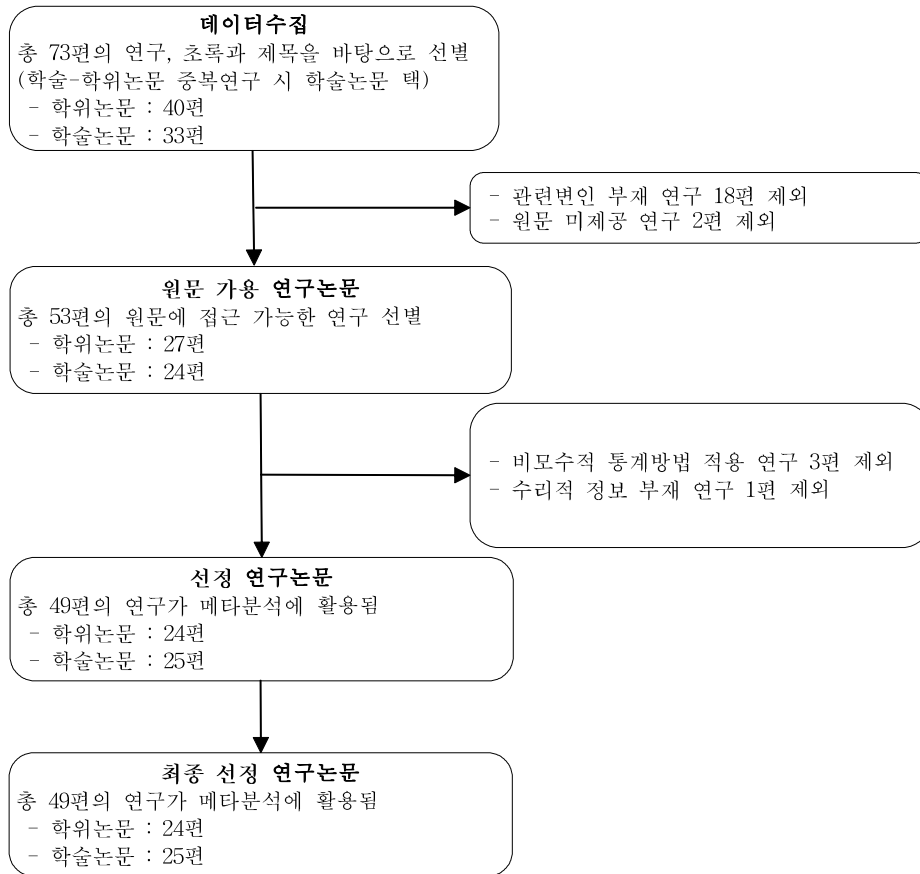 데이터수집
총 73편의 연구, 초록과 제목을 바탕으로 선별
(학술-학위논문 중복연구 시 학술논문 택)
- 학위논문 : 40편
- 학술논문 : 33편
- 관련변인 부재 연구 18편 제외
- 원문 미제공 연구 2편 제외
원문 가용 연구논문
총 53편의 원문에 접근 가능한 연구 선별
- 학위논문 : 27편
- 학술논문 : 24편
- 비모수적 통계방법 적용 연구 3편 제외
- 수리적 정보 부재 연구 1편 제외
선정 연구논문
총 49편의 연구가 메타분석에 활용됨
- 학위논문 : 24편
- 학술논문 : 25편
최종 선정 연구논문
총 49편의 연구가 메타분석에 활용됨
- 학위논문 : 24편
- 학술논문 : 25편